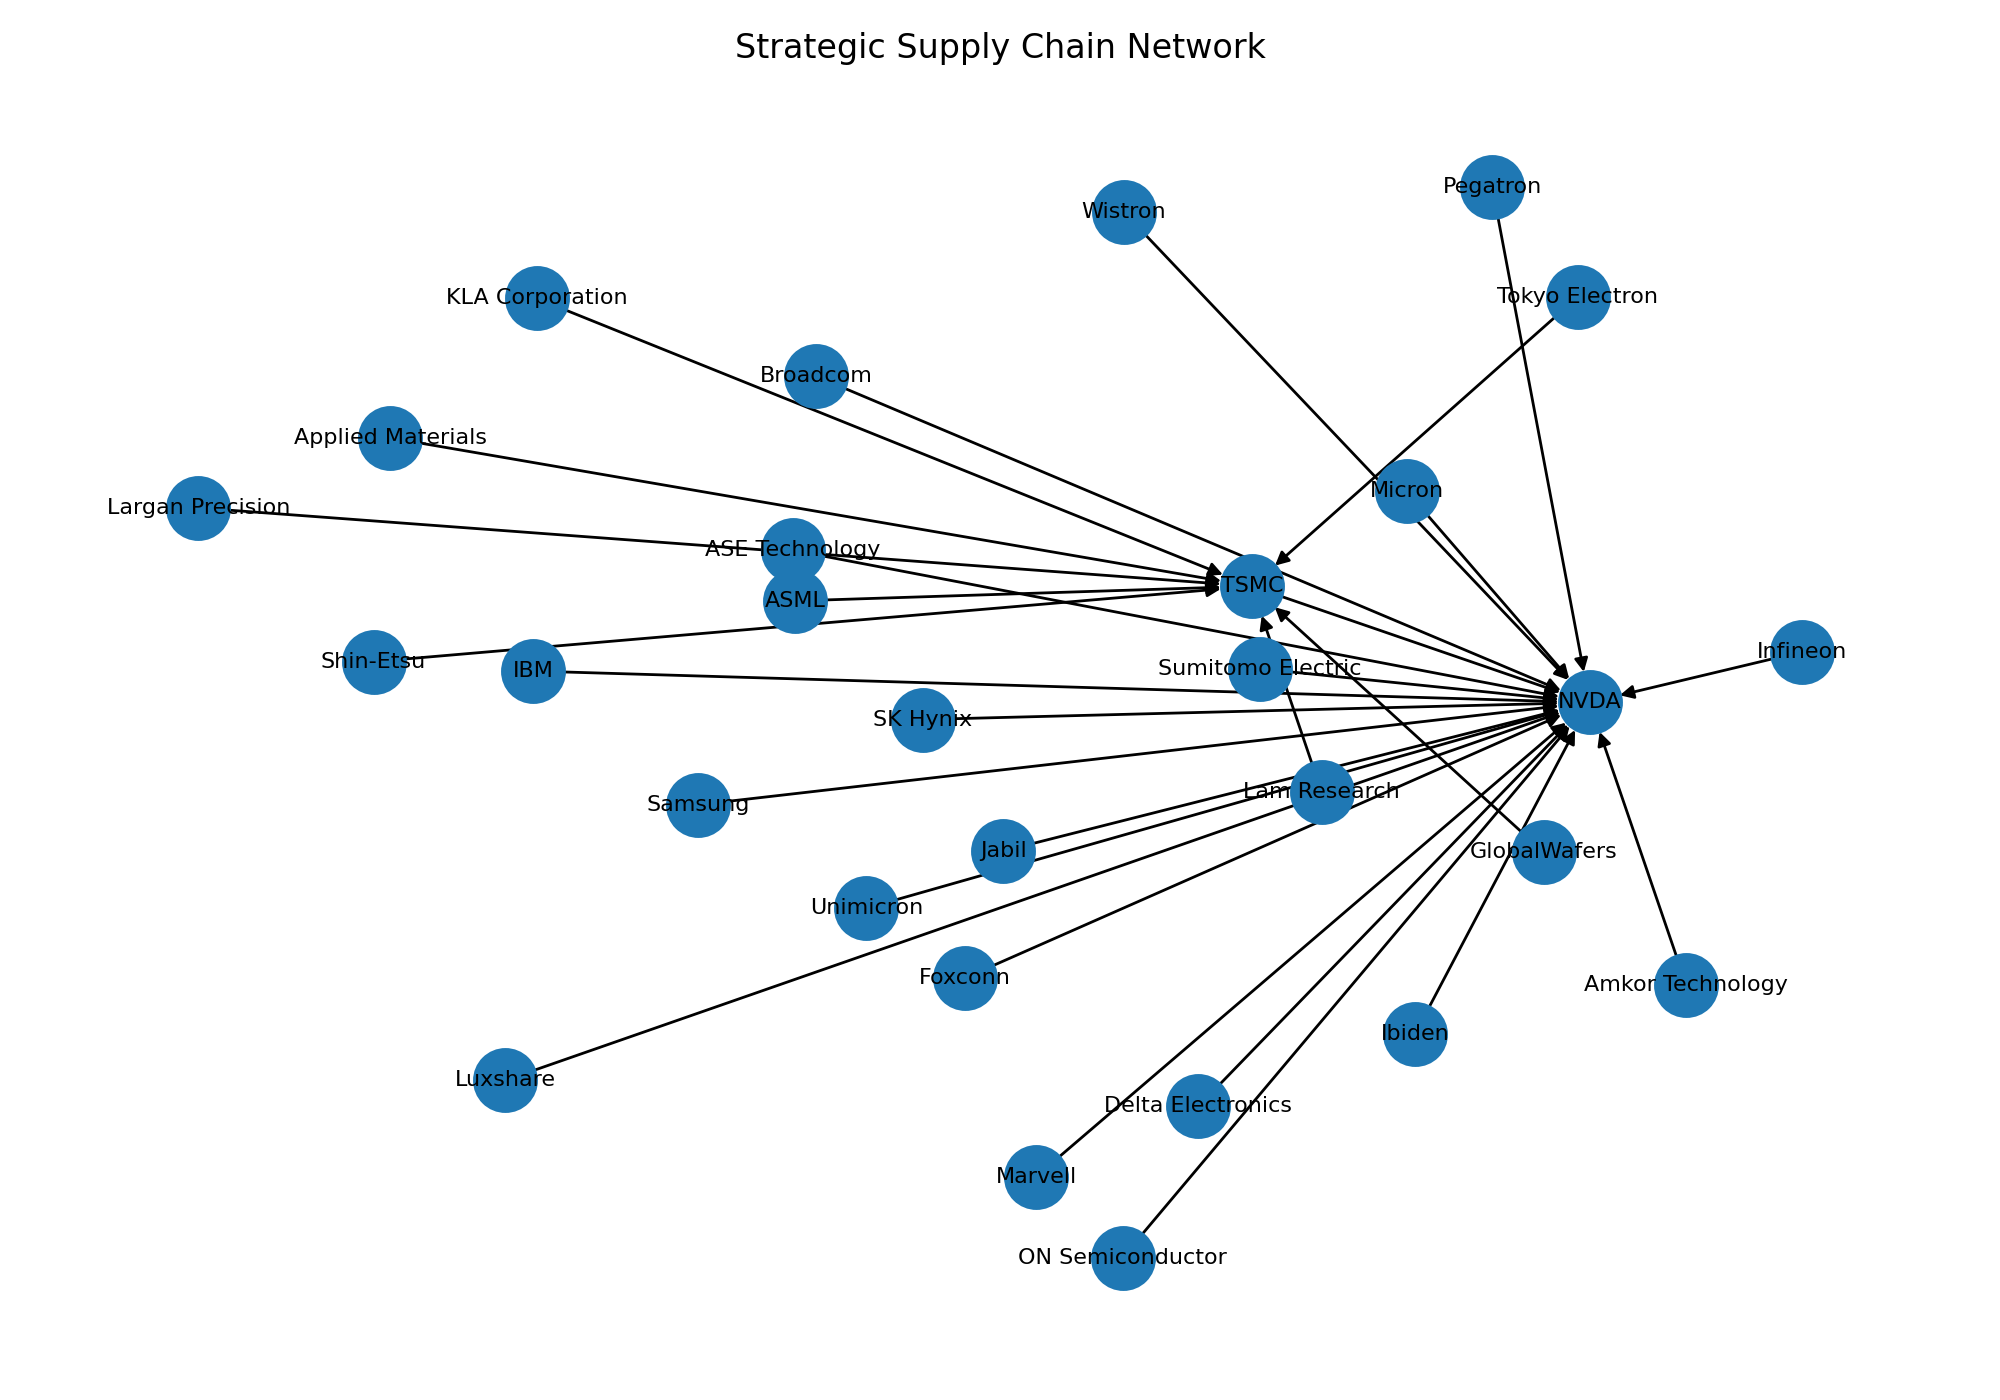 Strategic Supply Chain Network
Pegatron
Wistron
KLA Corporation
Tokyo Electron
Broadcom
Applied Materials
Micron
Largan Precision
ASE Technology
TSMC
ASML
Infineon
Shin-Etsu
IBM
Sumitomo Electric
NVDA
SK Hynix
Lam Research
Samsung
Jabil
GlobalWafers
Unimicron
Foxconn
Amkor Technology
Ibiden
Luxshare
Delta Electronics
Marvell
ON Semiconductor